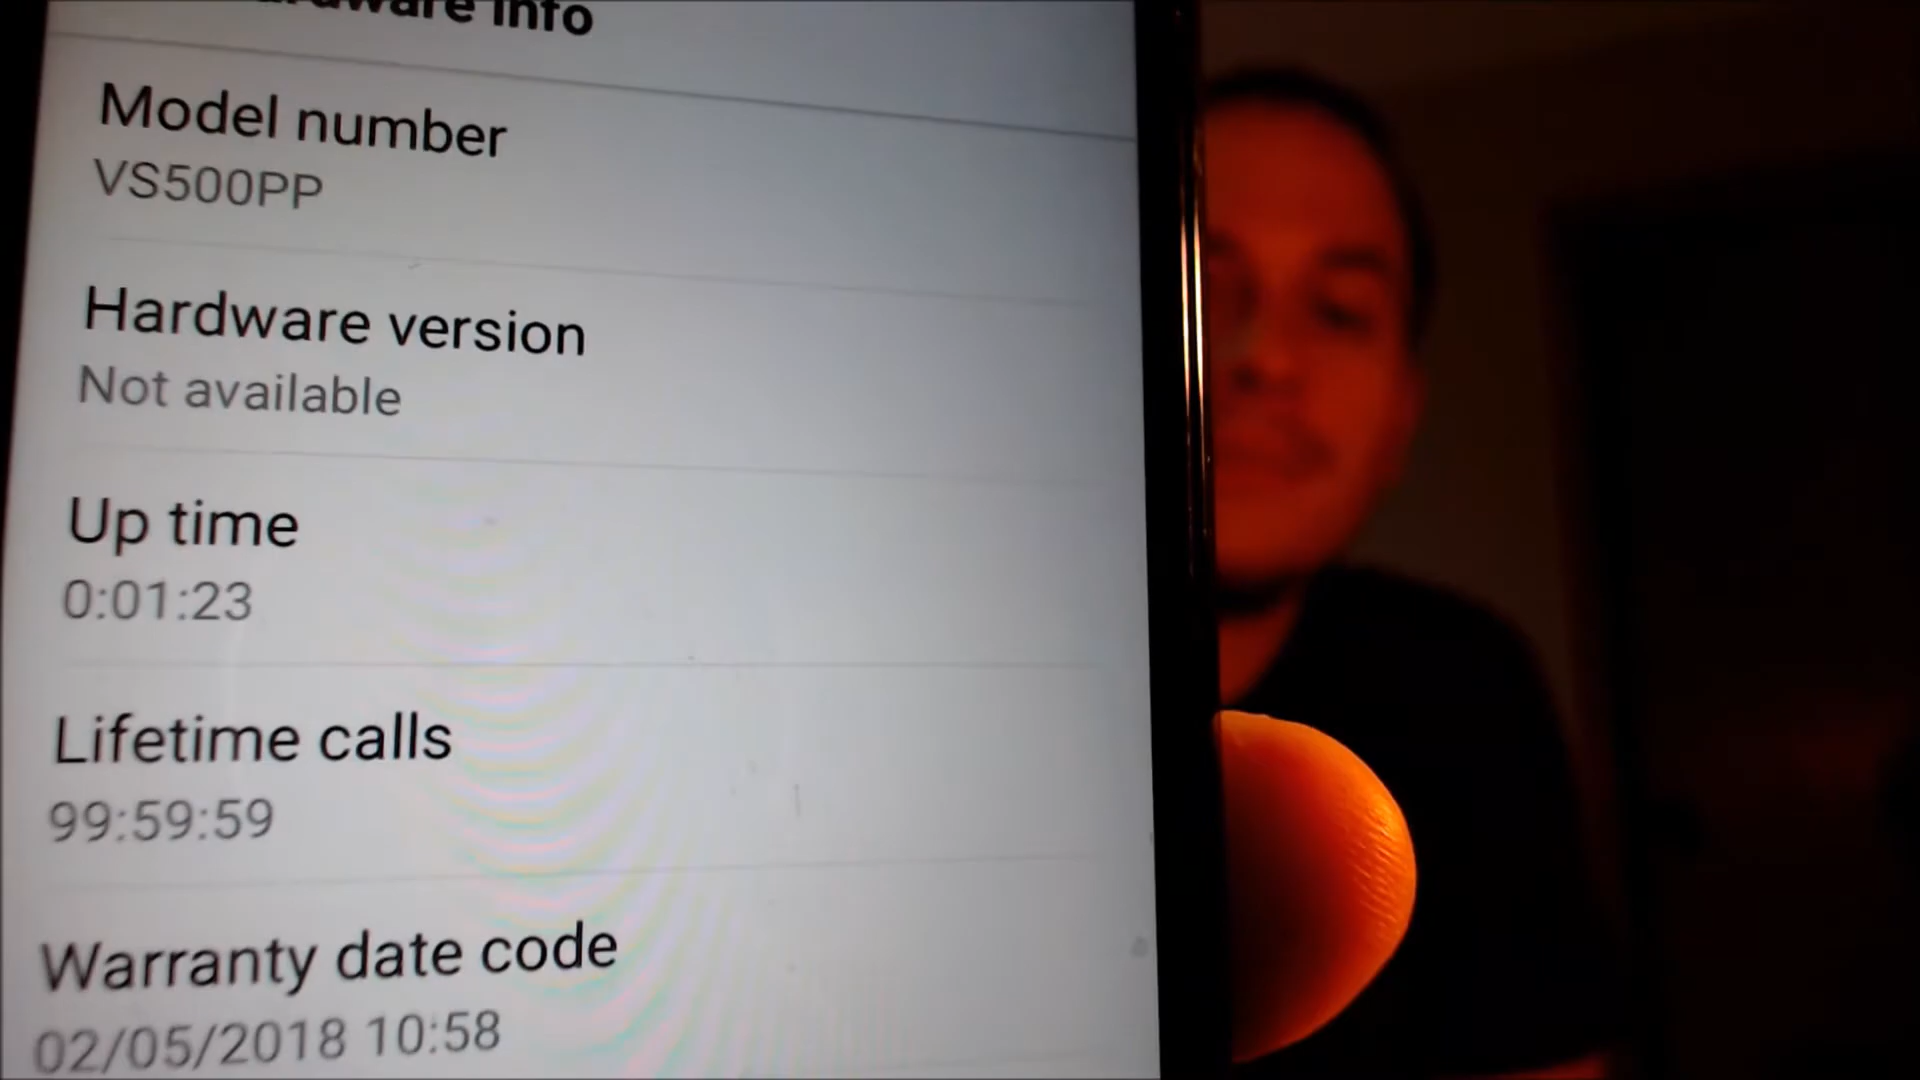 info
Model number
VS500PP
Hardware version
Not available
Up time
0:01:23
Lifetime calls
99:59:59
Warranty date code
02/05/2018 10:58